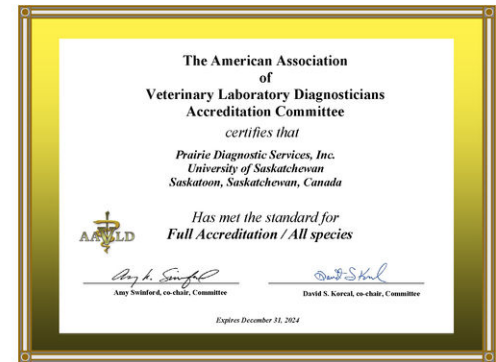 The American Association
of
Veterinary Laboratory Diagnosticians
Accreditation Committee
certifies that
Prairie Diagnostic Services, Inc.
University of Saskatchewan
Saskatoon, Saskatchewan, Canada
Has met the standard for
Full Accreditation / All species
AAVLD
Amy Swinford, co-chair, Committee
David S. Korcal, co-chair, Committee
Expires December 31, 2024